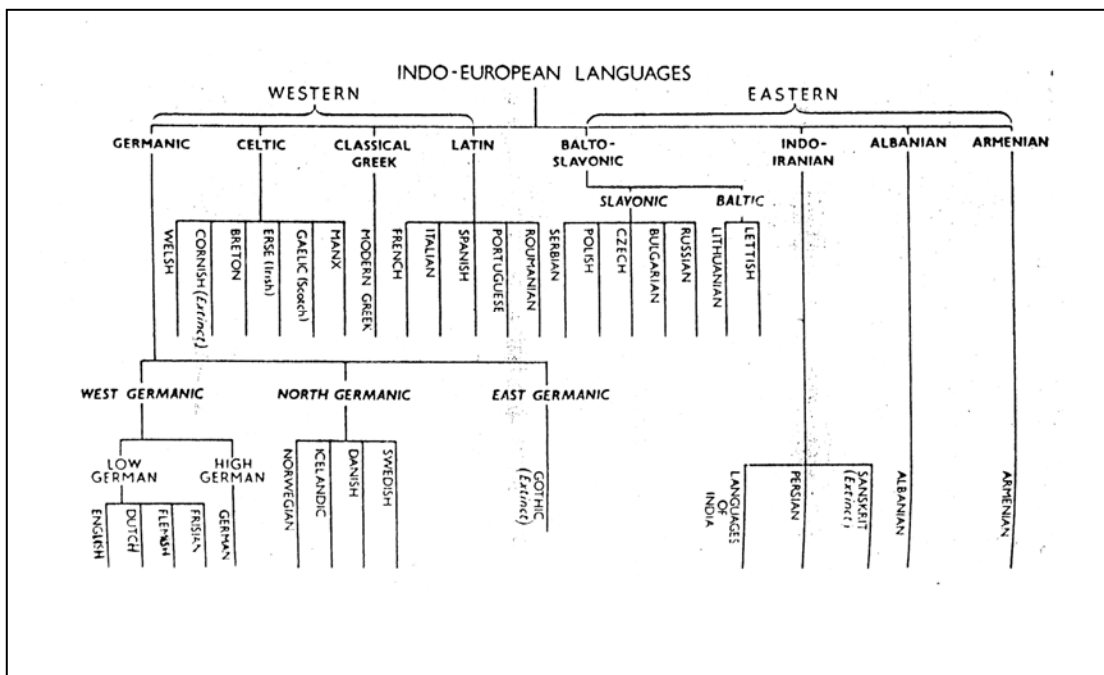 INDO-EUROPEAN LANGUAGES
WESTERN
EASTERN
GERMANIC
CELTIC
CLASSICAL
GREEK
LATIN
BALTO-
SLAVONIC
INDO-
IRANIAN
ALBANIAN
ARMENIAN
SLAVONIC
BALTIC
WELSH
CORNISH (Extinct)
BRETON
ERSE (Irish)
GAELIC (Scotch)
MANX
MODERN GREEK
FRENCH
ITALIAN
SPANISH
PORTUGUESE
ROUMANIAN
SERBIAN
POLISH
CZECH
BULGARIAN
RUSSIAN
LITHUANIAN
LETTISH
WEST GERMANIC
NORTH GERMANIC
EAST GERMANIC
LOW
GERMAN
HIGH
GERMAN
ENGLISH
DUTCH
FLEMISH
FRISIAN
GERMAN
NORWEGIAN
ICELANDIC
DANISH
SWEDISH
GOTHIC
(Extinct)
LANGUAGES
OF
INDIA
PERSIAN
SANSKRIT
(Extinct)
ALBANIAN
ARMENIAN